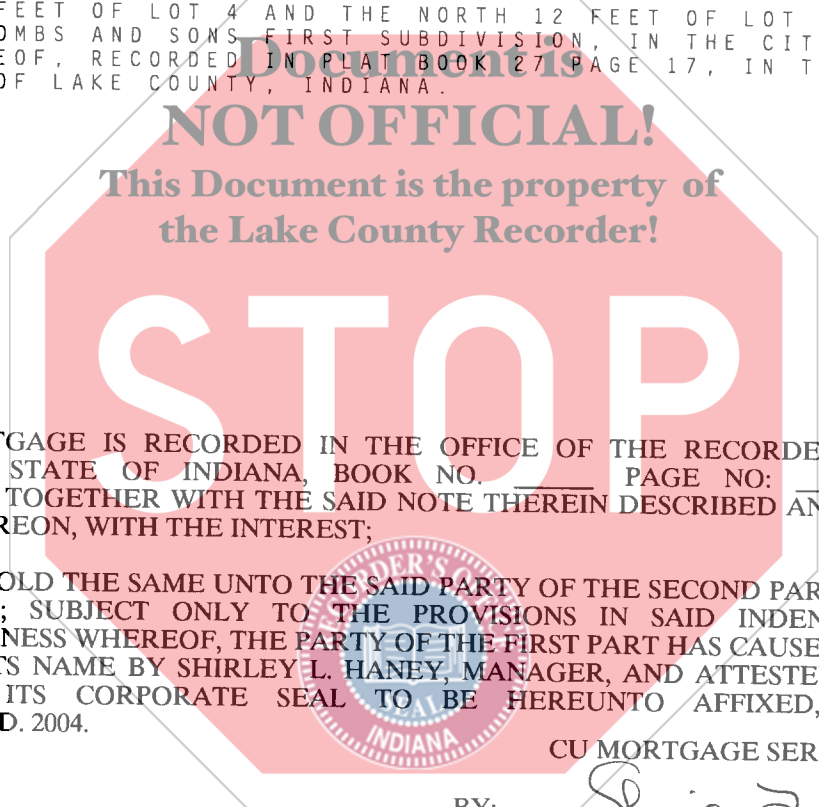 FEET OF LOT 4 AND THE NORTH 12 FEET OF LOT
OMBS AND SONS FIRST SUBDIVISION, IN THE CIT
EOF, RECORDED IN PLAT BOOK 27 PAGE 17, IN T
OF LAKE COUNTY, INDIANA.
Document is
NOT OFFICIAL!
This Document is the property of
the Lake County Recorder!
STOP
TGAGE IS RECORDED IN THE OFFICE OF THE RECORDE
STATE OF INDIANA, BOOK NO. ______ PAGE NO: __
TOGETHER WITH THE SAID NOTE THEREIN DESCRIBED AN
REON, WITH THE INTEREST;
OLD THE SAME UNTO THE SAID PARTY OF THE SECOND PAR
; SUBJECT ONLY TO THE PROVISIONS IN SAID INDEN
NESS WHEREOF, THE PARTY OF THE FIRST PART HAS CAUSE
TS NAME BY SHIRLEY L. HANEY, MANAGER, AND ATTESTE
ITS CORPORATE SEAL TO BE HEREUNTO AFFIXED,
D. 2004.
RECORDER'S
SEAL
INDIANA
CU MORTGAGE SER
BY: